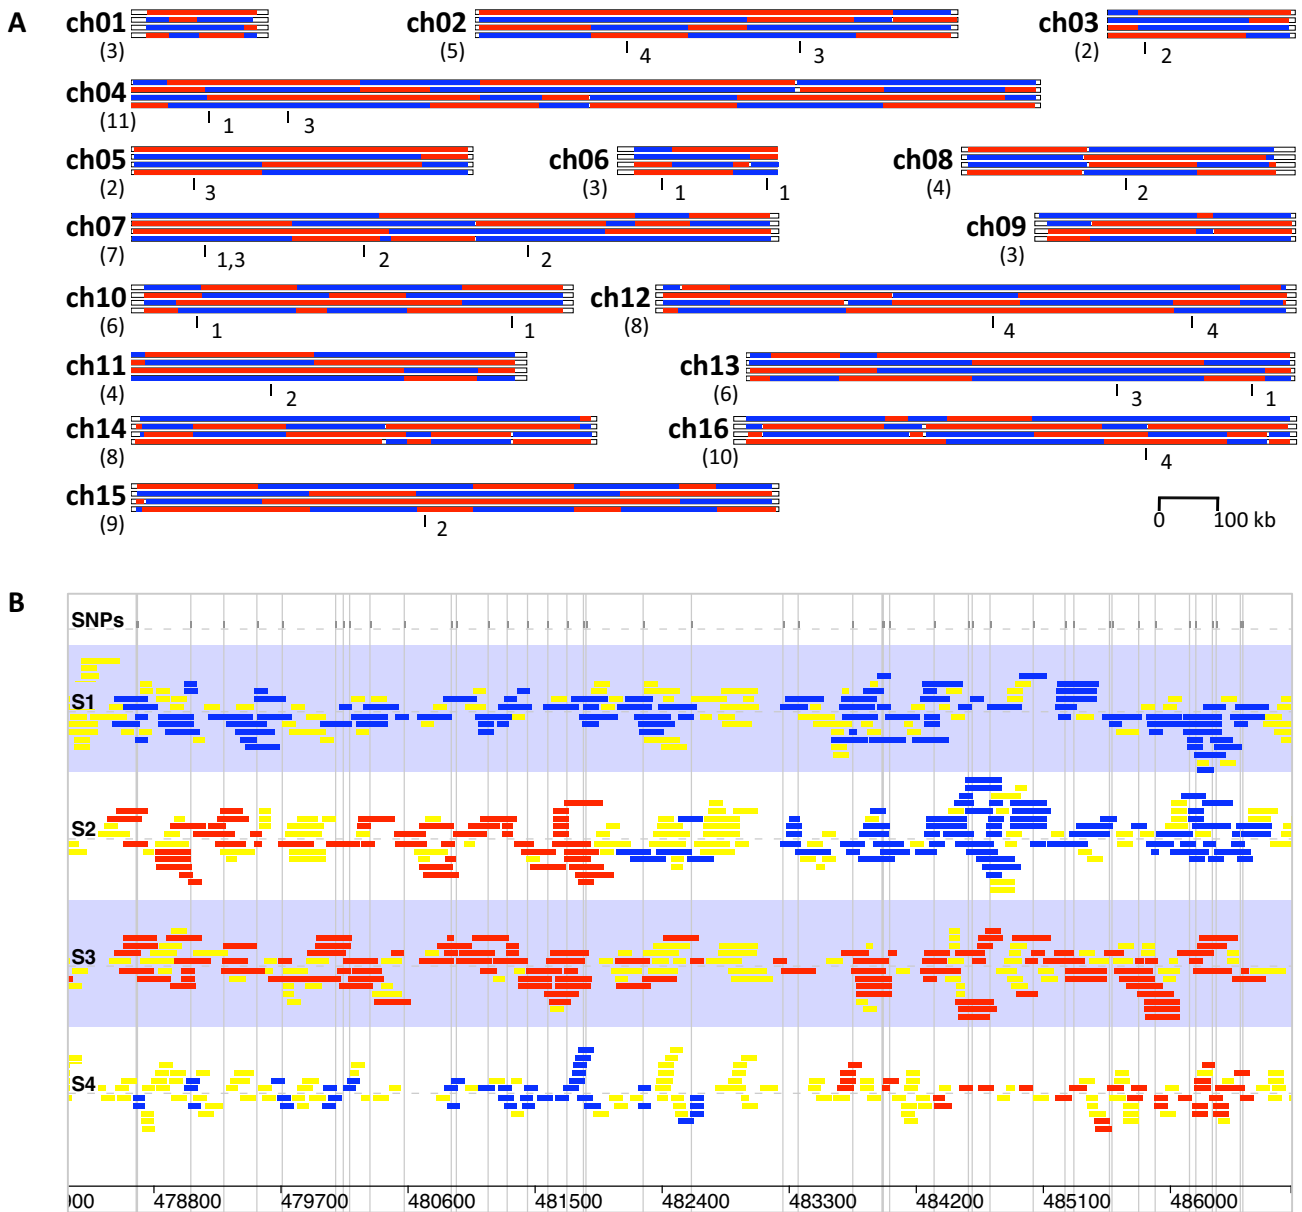 A
ch01
(3)
ch02
(5)
4 3
ch03
(2)
2
ch04
(11)
1 3
ch05
(2)
3
ch06
(3)
1 1
ch08
(4)
2
ch07
(7)
1,3 2 2
ch09
(3)
ch10
(6)
1 1
ch12
(8)
4 4
ch11
(4)
2
ch13
(6)
3 1
ch14
(8)
ch16
(10)
4
ch15
(9)
2
0 100 kb
B
SNPs
S1
S2
S3
S4
000 478800 479700 480600 481500 482400 483300 484200 485100 486000